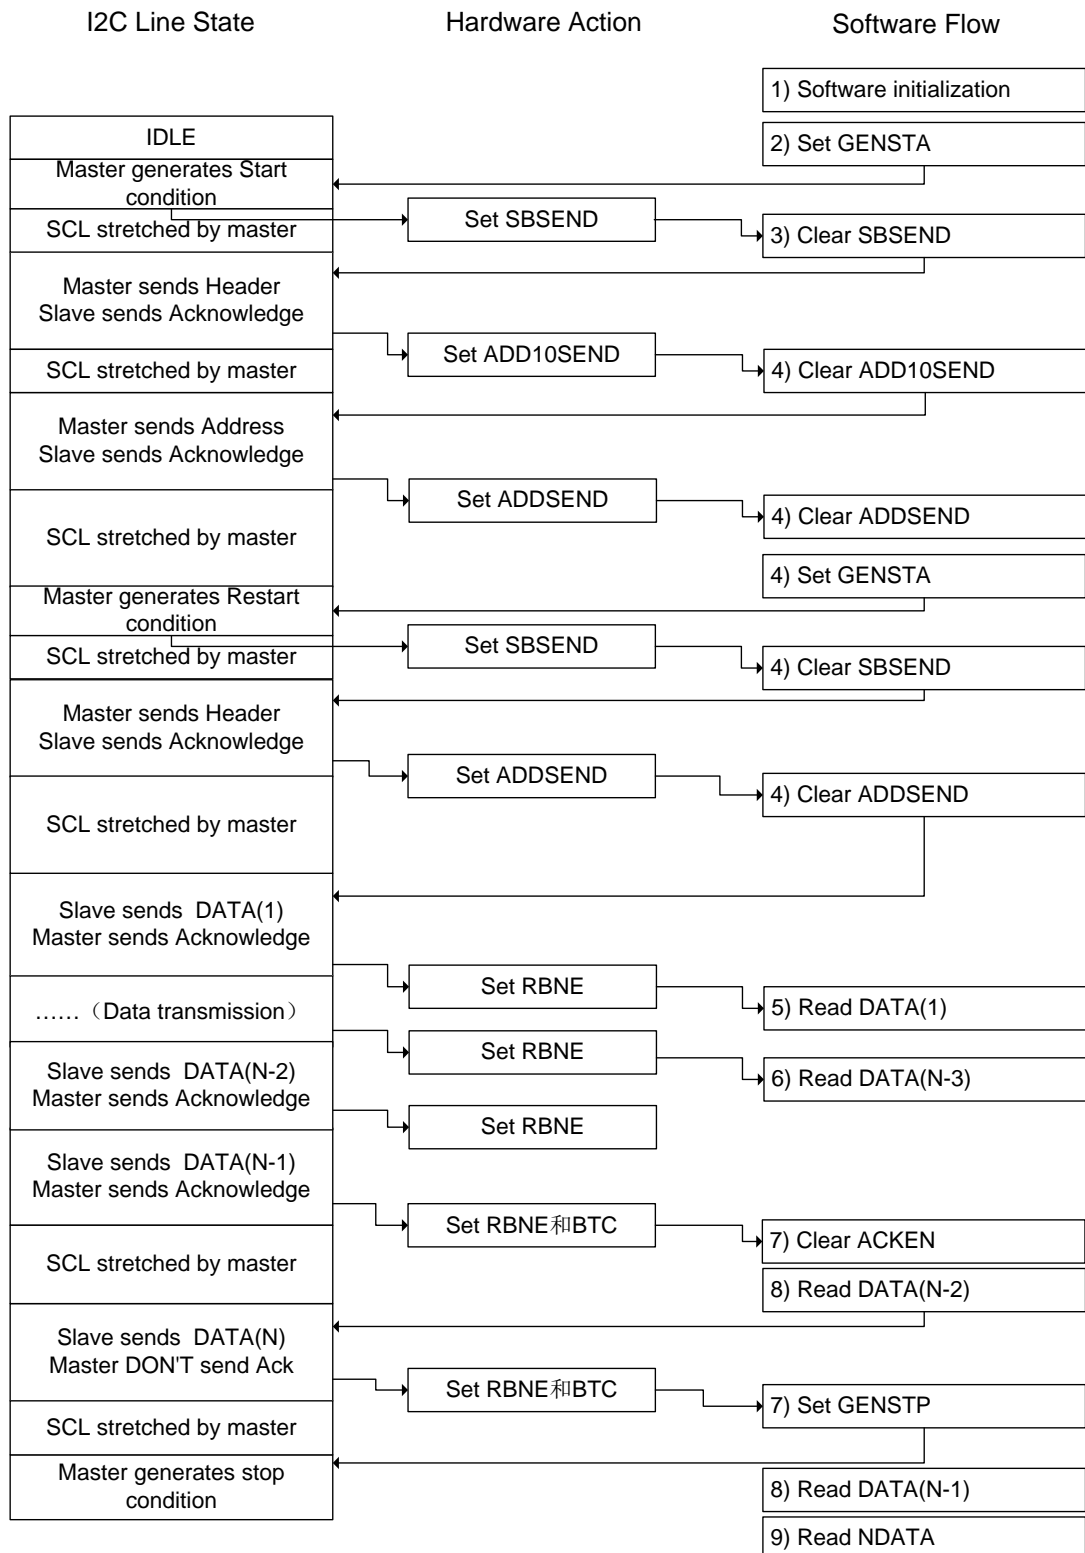 I2C Line State
Hardware Action
Software Flow
1) Software initialization
IDLE
2) Set GENSTA
Master generates Start
condition
SCL stretched by master
Set SBSEND
3) Clear SBSEND
Master sends Header
Slave sends Acknowledge
Set ADD10SEND
SCL stretched by master
4) Clear ADD10SEND
Master sends Address
Slave sends Acknowledge
Set ADDSEND
4) Clear ADDSEND
SCL stretched by master
4) Set GENSTA
Master generates Restart
condition
Set SBSEND
SCL stretched by master
4) Clear SBSEND
Master sends Header
Slave sends Acknowledge
Set ADDSEND
4) Clear ADDSEND
SCL stretched by master
Slave sends DATA(1)
Master sends Acknowledge
Set RBNE
5) Read DATA(1)
……（Data transmission）
Set RBNE
6) Read DATA(N-3)
Slave sends DATA(N-2)
Master sends Acknowledge
Set RBNE
Slave sends DATA(N-1)
Master sends Acknowledge
Set RBNE和BTC
7) Clear ACKEN
SCL stretched by master
8) Read DATA(N-2)
Slave sends DATA(N)
Master DON'T send Ack
Set RBNE和BTC
7) Set GENSTP
SCL stretched by master
Master generates stop
condition
8) Read DATA(N-1)
9) Read NDATA